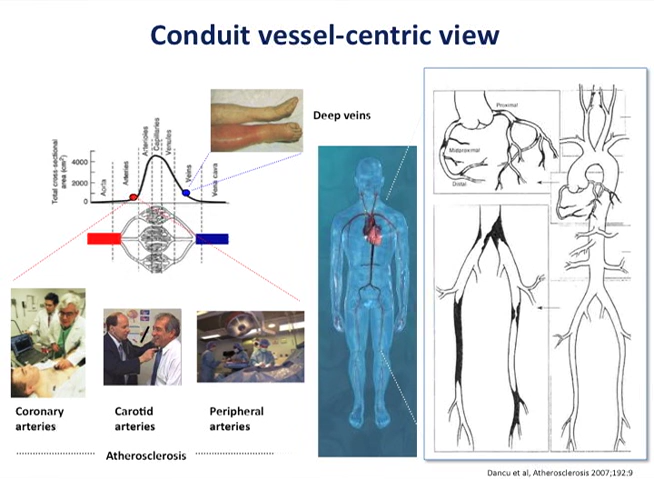 Conduit vessel-centric view
Deep veins
Total cross-sectional
area (cm²)
4000
2000
0
Aorta
Arteries
Arterioles
Capillaries
Venules
Veins
Vena cava
Proximal
Midproximal
Distal
Coronary
arteries
Carotid
arteries
Peripheral
arteries
Atherosclerosis
Dancu et al, Atherosclerosis 2007;192:9